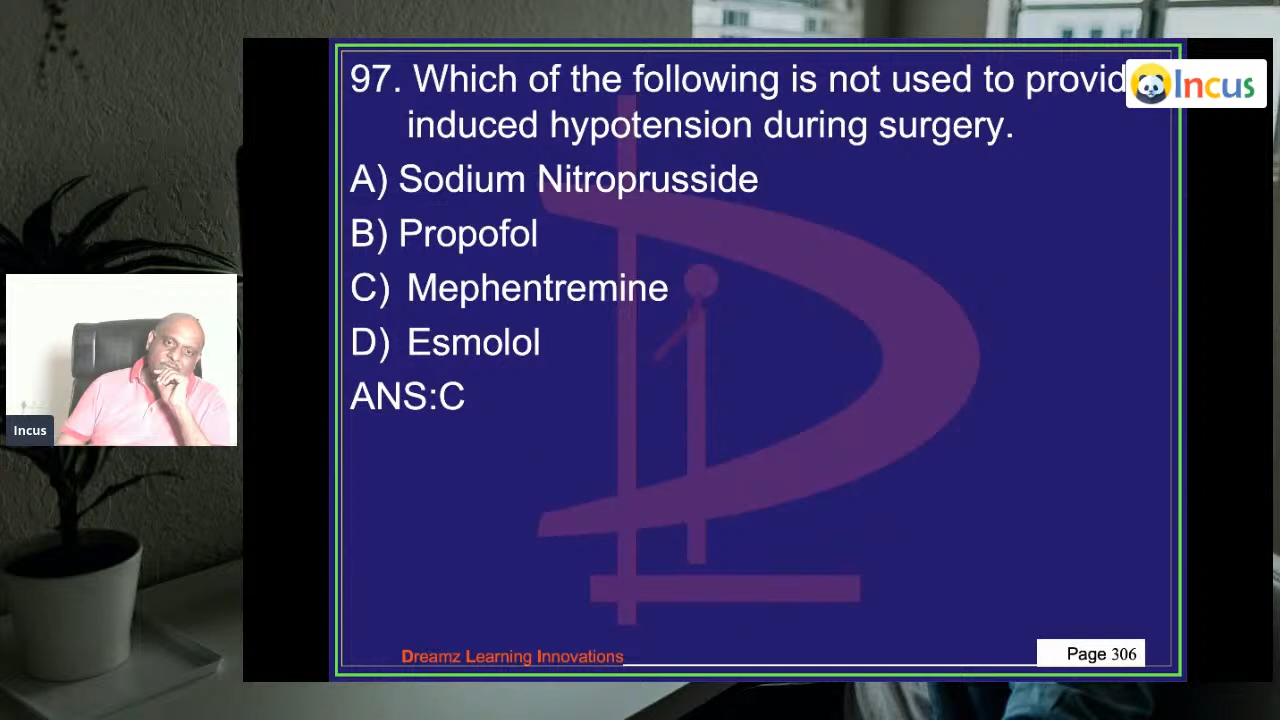 97. Which of the following is not used to provid
Incus
induced hypotension during surgery.
A) Sodium Nitroprusside
B) Propofol
C) Mephentremine
D) Esmolol
ANS:C
Incus
Dreamz Learning Innovations
Page 306